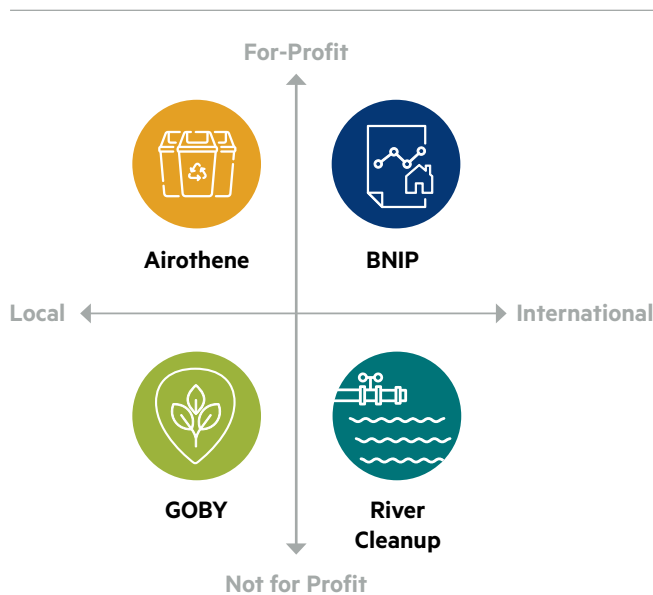 For-Profit
Airothene
BNIP
Local
International
GOBY
River
Cleanup
Not for Profit